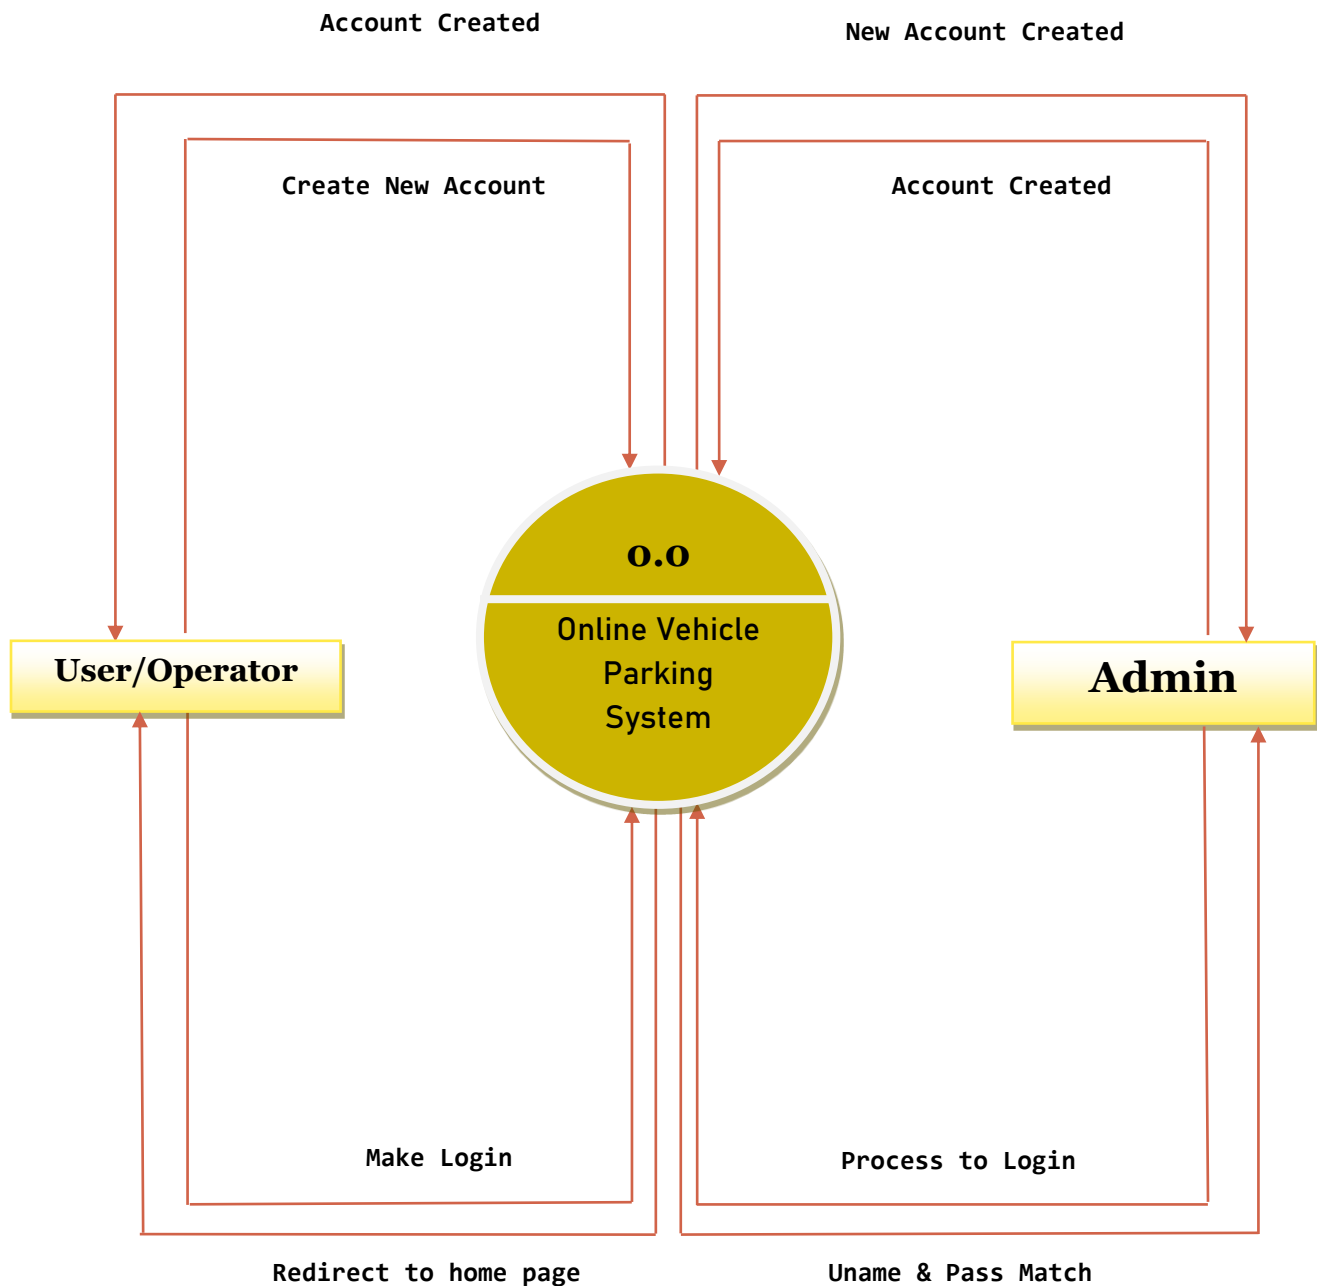 Account Created
New Account Created
Create New Account
Account Created
0.0
Online Vehicle
Parking
System
User/Operator
Admin
Make Login
Process to Login
Redirect to home page
Uname & Pass Match